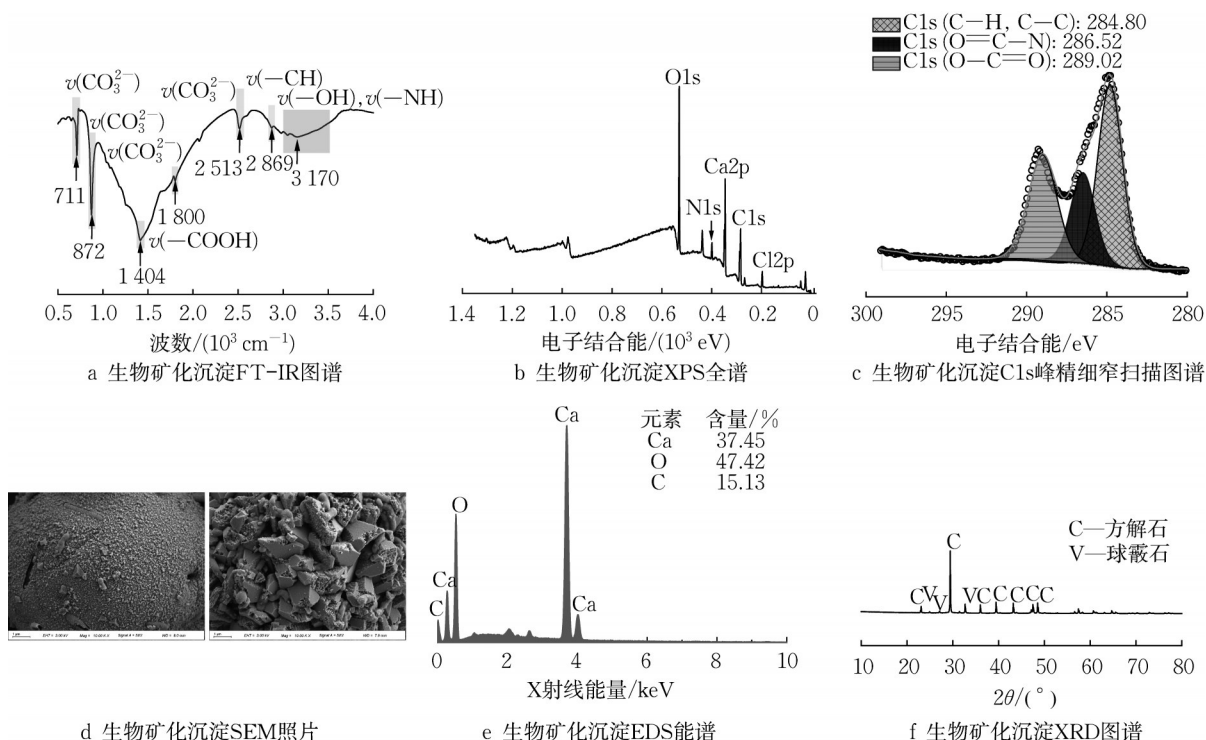 C1s (C—H, C—C): 284.80
C1s (O=C—N): 286.52
C1s (O—C=O): 289.02
v(CO₃²⁻)
v(CO₃²⁻)
v(CO₃²⁻)
v(CO₃²⁻)
v(—CH)
v(—OH), v(—NH)
711
872
1 404
v(—COOH)
1 800
2 513
2 869
3 170
0.5 1.0 1.5 2.0 2.5 3.0 3.5 4.0
波数/(10³ cm⁻¹)
a 生物矿化沉淀FT-IR图谱
O1s
Ca2p
N1s
C1s
Cl2p
1.4 1.2 1.0 0.8 0.6 0.4 0.2 0
电子结合能/(10³ eV)
b 生物矿化沉淀XPS全谱
300 295 290 285 280
电子结合能/eV
c 生物矿化沉淀C1s峰精细窄扫描图谱
d 生物矿化沉淀SEM照片
Ca
O
Ca
C
Ca
元素 含量/%
Ca 37.45
O 47.42
C 15.13
0 2 4 6 8 10
X射线能量/keV
e 生物矿化沉淀EDS能谱
C—方解石
V—球霰石
C
C V V V C C C C C
10 20 30 40 50 60 70 80
2θ/(°)
f 生物矿化沉淀XRD图谱